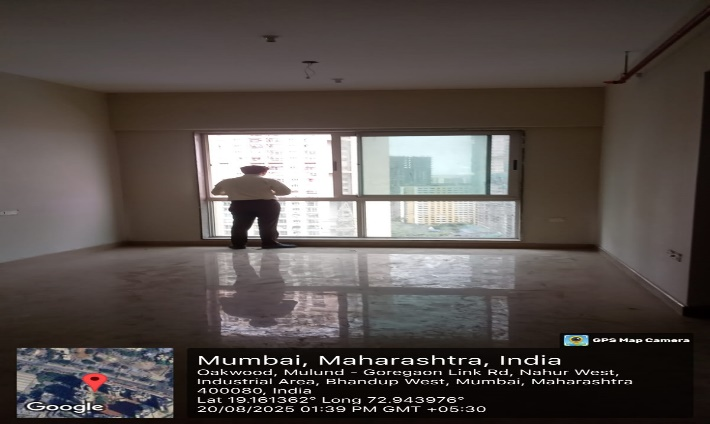 GPS Map Camera
Mumbai, Maharashtra, India
Oakwood, Mulund - Goregaon Link Rd, Nahur West,
Industrial Area, Bhandup West, Mumbai, Maharashtra
400080, India
Lat 19.161362° Long 72.943976°
20/08/2025 01:39 PM GMT +05:30
Google